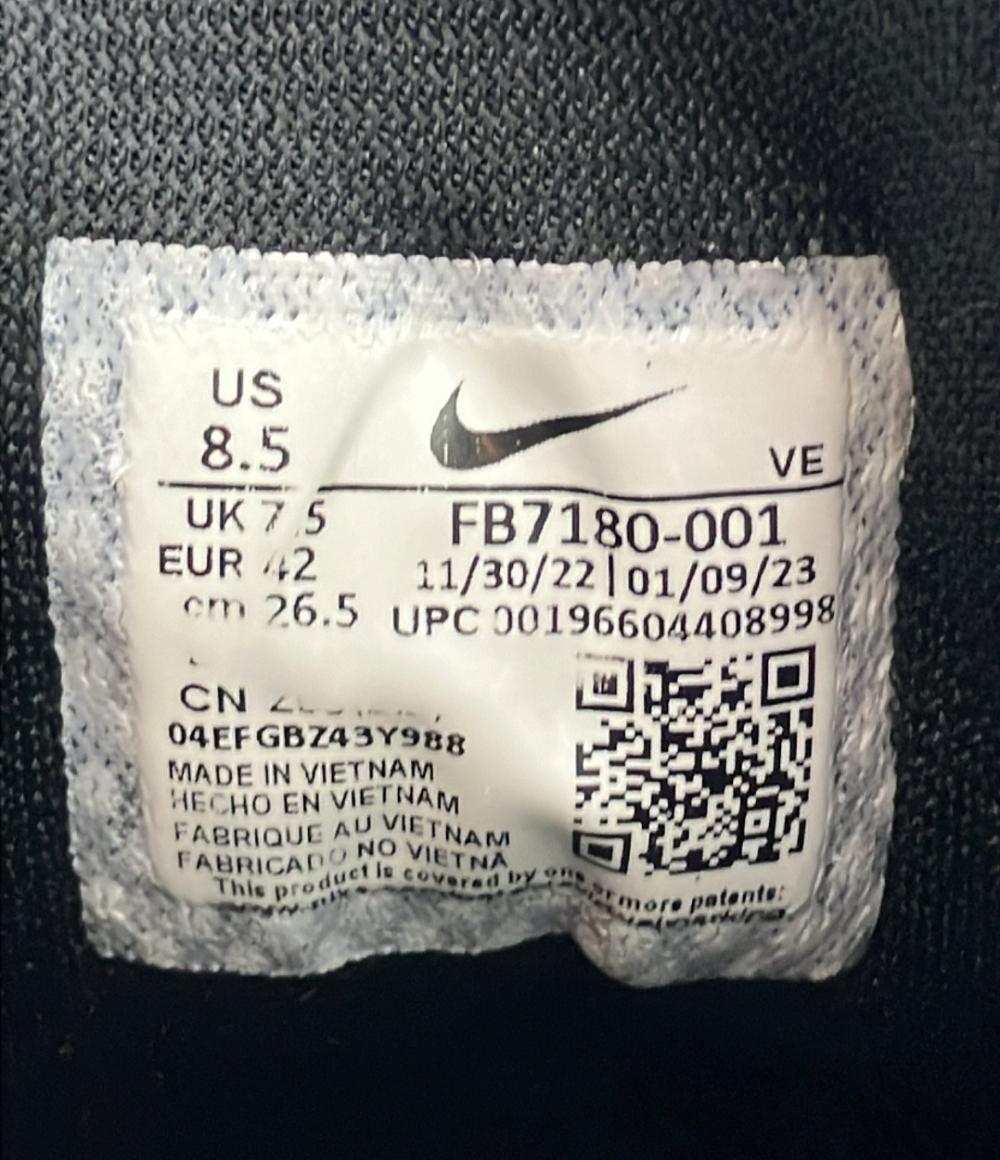 US
8.5
VE
UK 7.5
EUR 42
cm 26.5
FB7180-001
11/30/22 | 01/09/23
UPC 00196604408998
CN
04EFGBZ43Y988
MADE IN VIETNAM
HECHO EN VIETNAM
FABRIQUE AU VIETNAM
FABRICADO NO VIETNA
This product is covered by one or more patents: